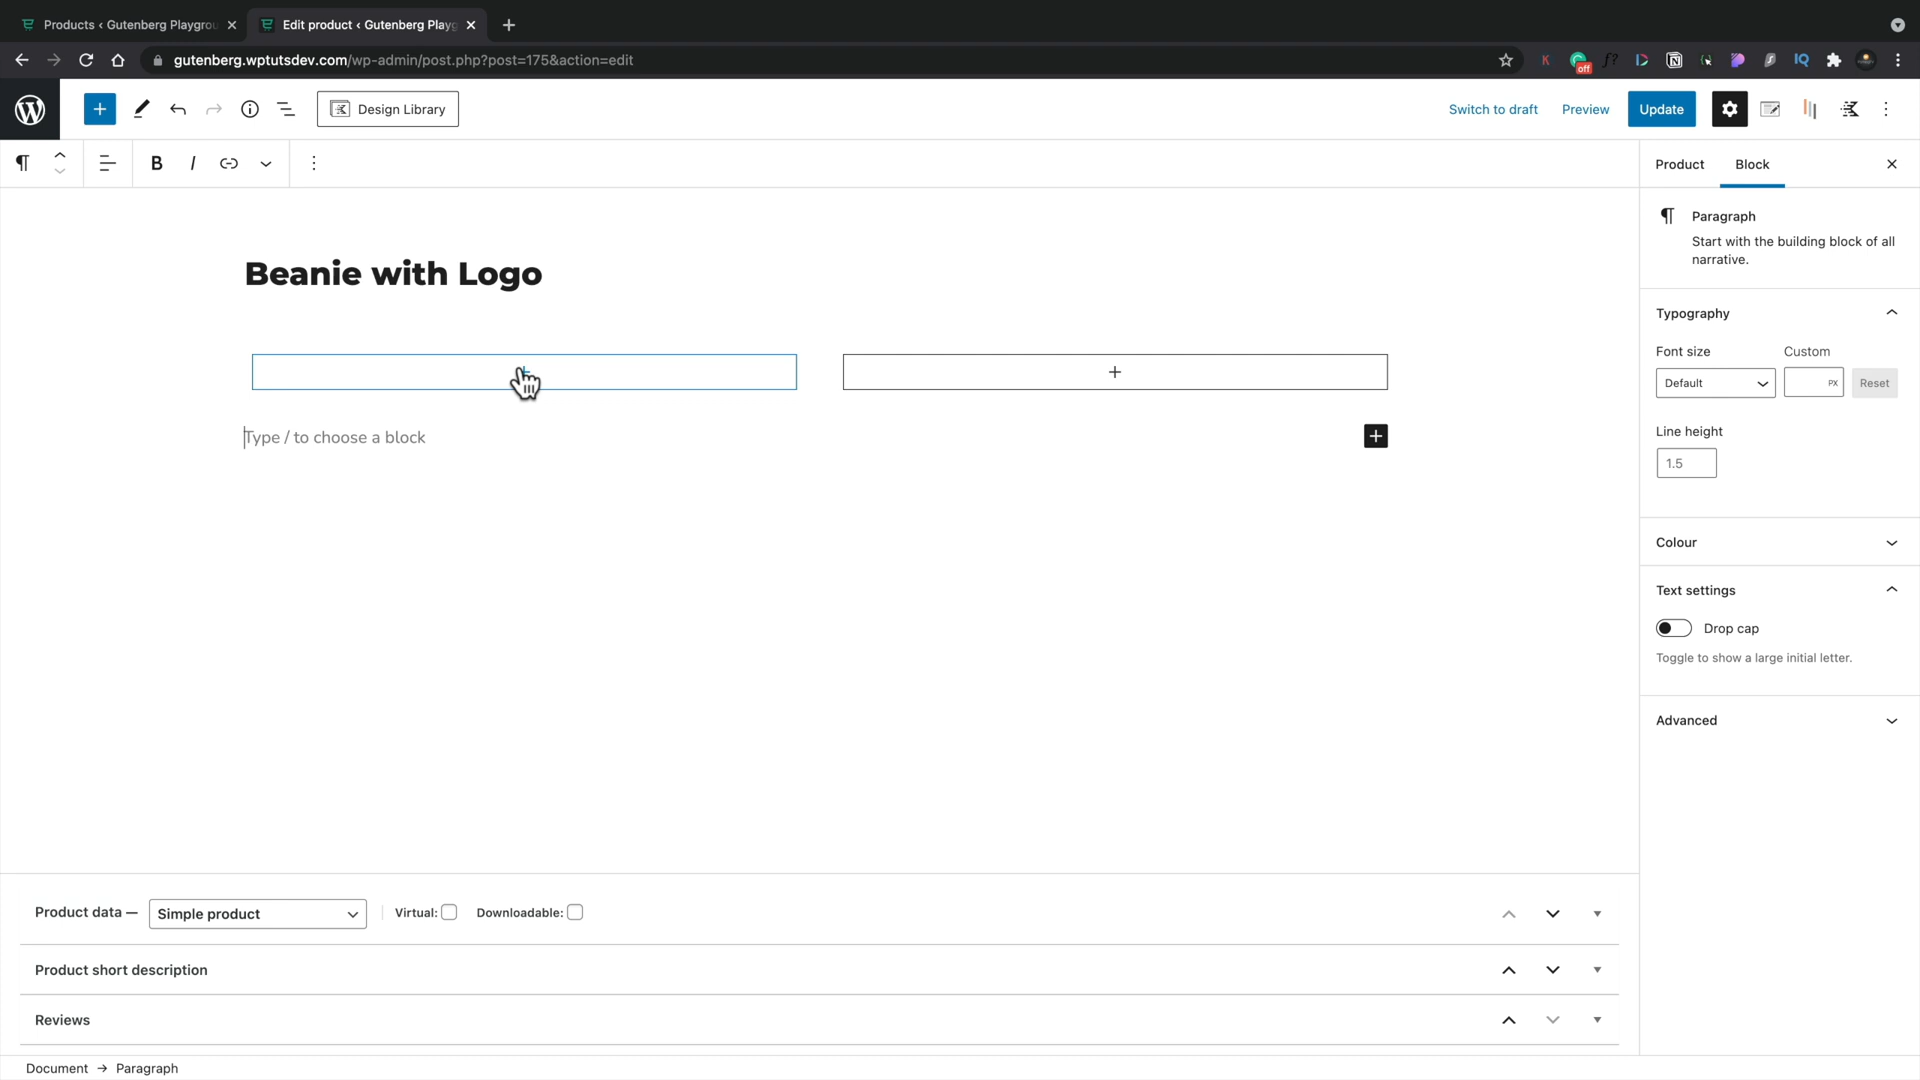 Products ‹ Gutenberg Playgrou
Edit product ‹ Gutenberg Playg
gutenberg.wptutsdev.com/wp-admin/post.php?post=175&action=edit
off
Design Library
Switch to draft
Preview
Update
B
I
Product
Block
Paragraph
Start with the building block of all
narrative.
Beanie with Logo
Typography
Font size
Custom
Default
PX
Reset
Type / to choose a block
Line height
1.5
Colour
Text settings
Drop cap
Toggle to show a large initial letter.
Advanced
Product data —
Simple product
Virtual:
Downloadable:
Product short description
Reviews
Document → Paragraph